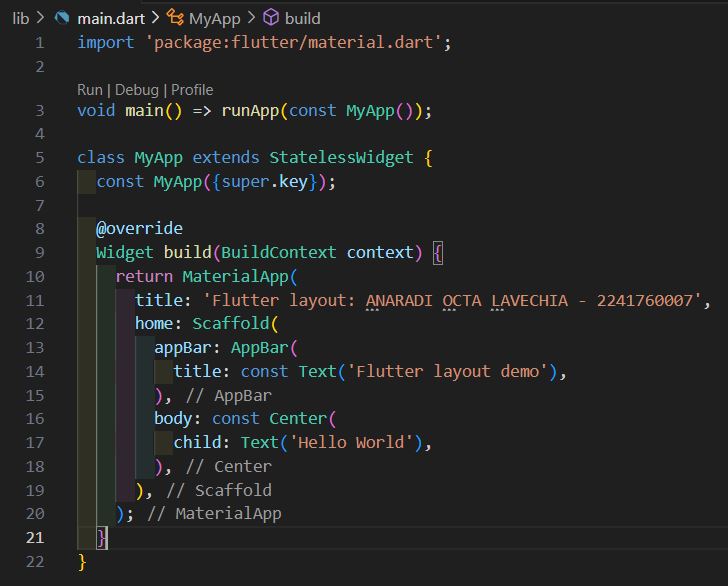 lib > main.dart > MyApp > build
1 import 'package:flutter/material.dart';
2
Run | Debug | Profile
3 void main() => runApp(const MyApp());
4
5 class MyApp extends StatelessWidget {
6   const MyApp({super.key});
7
8   @override
9   Widget build(BuildContext context) {
10     return MaterialApp(
11       title: 'Flutter layout: ANARADI OCTA LAVECHIA - 2241760007',
12       home: Scaffold(
13         appBar: AppBar(
14           title: const Text('Flutter layout demo'),
15         ), // AppBar
16         body: const Center(
17           child: Text('Hello World'),
18         ), // Center
19       ), // Scaffold
20     ); // MaterialApp
21   }
22 }